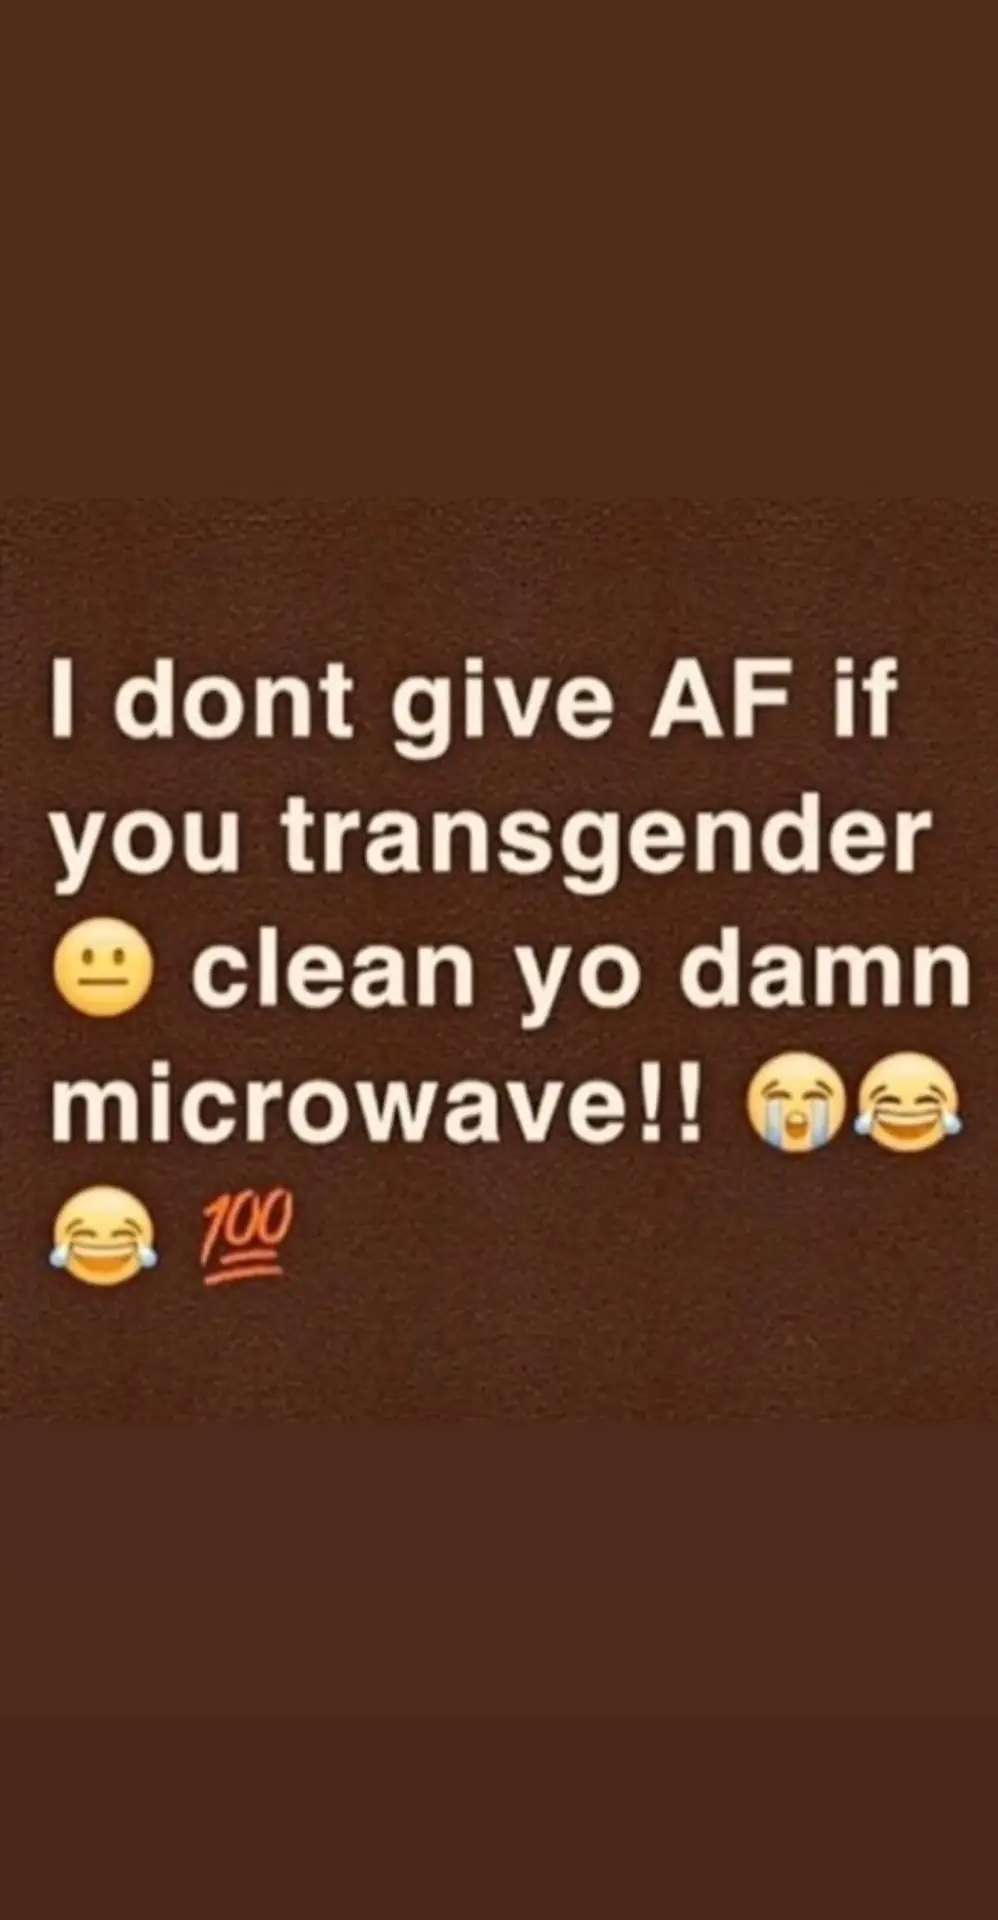 I dont give AF if
you transgender
😐 clean yo damn
microwave!! 😭😂
😂 💯